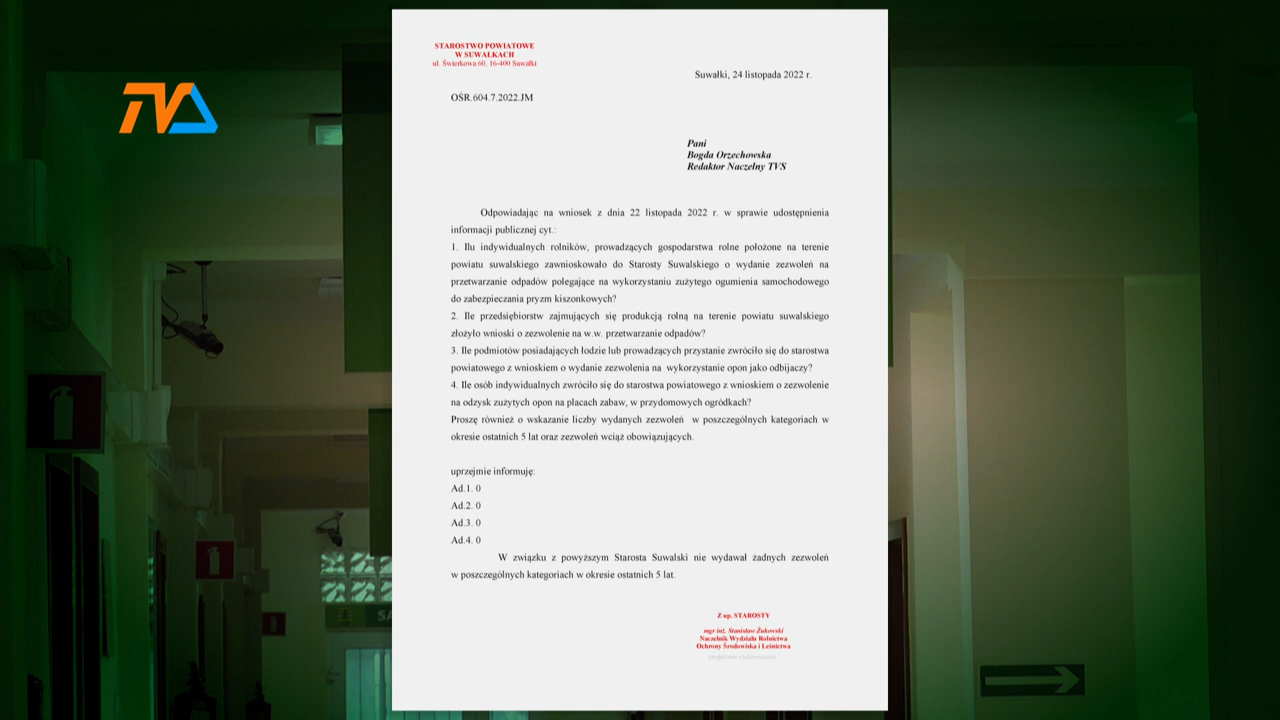 STAROSTWO POWIATOWE
W SUWAŁKACH
ul. Świerkowa 60, 16-400 Suwałki
Suwałki, 24 listopada 2022 r.
OŚR.604.7.2022.JM
TVS
Pani
Bogda Orzechowska
Redaktor Naczelny TVS
Odpowiadając na wniosek z dnia 22 listopada 2022 r. w sprawie udostępnienia
informacji publicznej cyt.:
1. Ilu indywidualnych rolników, prowadzących gospodarstwa rolne położone na terenie
powiatu suwalskiego zawnioskowało do Starosty Suwalskiego o wydanie zezwoleń na
przetwarzanie odpadów polegające na wykorzystaniu zużytego ogumienia samochodowego
do zabezpieczania pryzm kiszonkowych?
2. Ile przedsiębiorstw zajmujących się produkcją rolną na terenie powiatu suwalskiego
złożyło wnioski o zezwolenie na w.w. przetwarzanie odpadów?
3. Ile podmiotów posiadających łodzie lub prowadzących przystanie zwróciło się do starostwa
powiatowego z wnioskiem o wydanie zezwolenia na wykorzystanie opon jako odbijaczy?
4. Ile osób indywidualnych zwróciło się do starostwa powiatowego z wnioskiem o zezwolenie
na odzysk zużytych opon na placach zabaw, w przydomowych ogródkach?
Proszę również o wskazanie liczby wydanych zezwoleń w poszczególnych kategoriach w
okresie ostatnich 5 lat oraz zezwoleń wciąż obowiązujących.
uprzejmie informuję:
Ad.1. 0
Ad.2. 0
Ad.3. 0
Ad.4. 0
W związku z powyższym Starosta Suwalski nie wydawał żadnych zezwoleń
w poszczególnych kategoriach w okresie ostatnich 5 lat.
Z up. STAROSTY
mgr inż. Stanisław Żukowski
Naczelnik Wydziału Rolnictwa
Ochrony Środowiska i Leśnictwa
podpisano elektronicznie